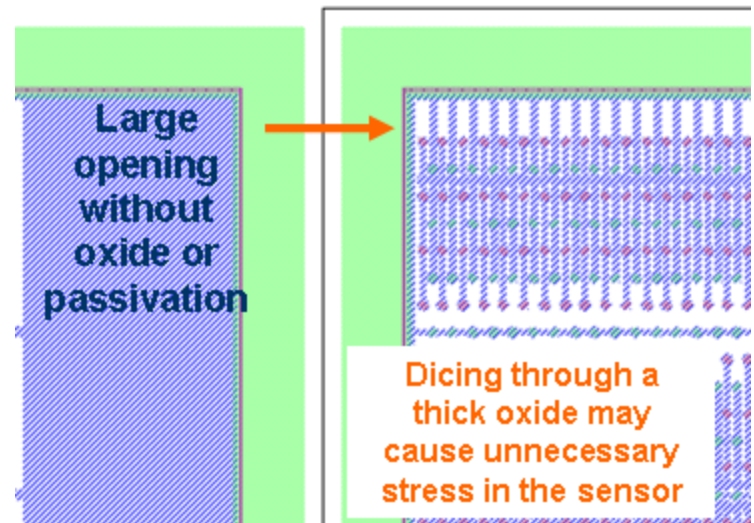 Large
opening
without
oxide or
passivation
Dicing through a
thick oxide may
cause unnecessary
stress in the sensor